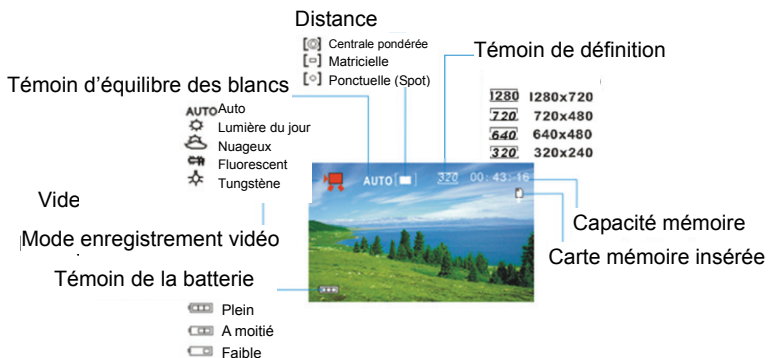 Distance
Centrale pondérée
Matricielle
Ponctuelle (Spot)
Témoin de définition
1280 1280x720
720 720x480
640 640x480
320 320x240
Témoin d’équilibre des blancs
AUTO Auto
Lumière du jour
Nuageux
Fluorescent
Tungstène
AUTO 320 00:43:16
Vide
Mode enregistrement vidéo
Capacité mémoire
Carte mémoire insérée
Témoin de la batterie
Plein
A moitié
Faible